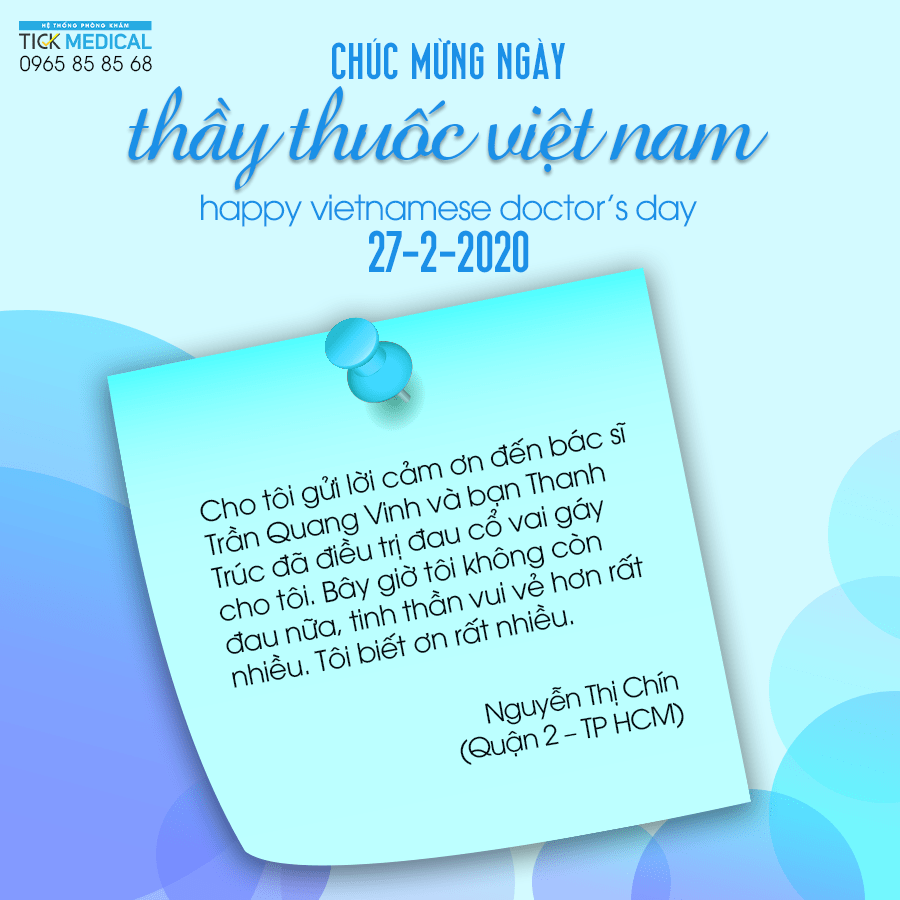 HỆ THỐNG PHÒNG KHÁM
TICK MEDICAL
0965 85 85 68
CHÚC MỪNG NGÀY
thầy thuốc việt nam
happy vietnamese doctor's day
27-2-2020
Cho tôi gửi lời cảm ơn đến bác sĩ
Trần Quang Vinh và bạn Thanh
Trúc đã điều trị đau cổ vai gáy
cho tôi. Bây giờ tôi không còn
đau nữa, tinh thần vui vẻ hơn rất
nhiều. Tôi biết ơn rất nhiều.
Nguyễn Thị Chín
(Quận 2 – TP HCM)